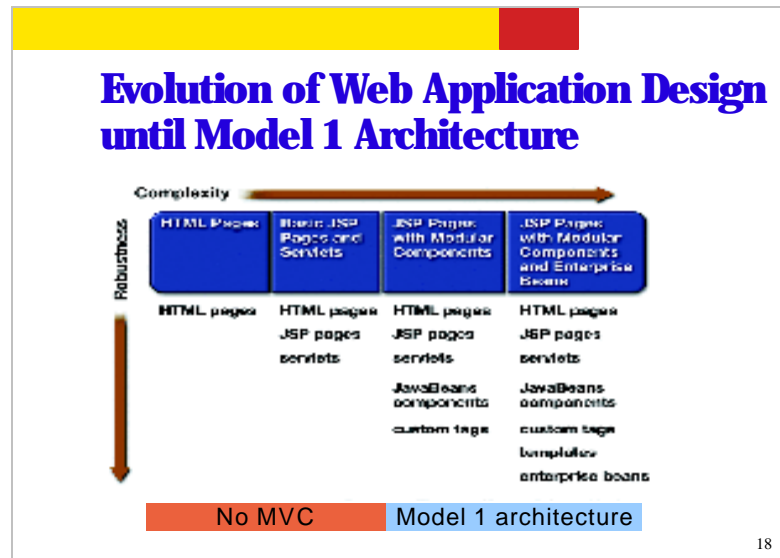 Evolution of Web Application Design
until Model 1 Architecture
Complexity
Robustness
HTML Pages
Basic JSP
Pages and
Servlets
JSP Pages
with Modular
Components
JSP Pages
with Modular
Components
and Enterprise
Beans
HTML pages
HTML pages
JSP pages
servlets
HTML pages
JSP pages
servlets
JavaBeans
components
custom tags
HTML pages
JSP pages
servlets
JavaBeans
components
custom tags
templates
enterprise beans
No MVC
Model 1 architecture
18